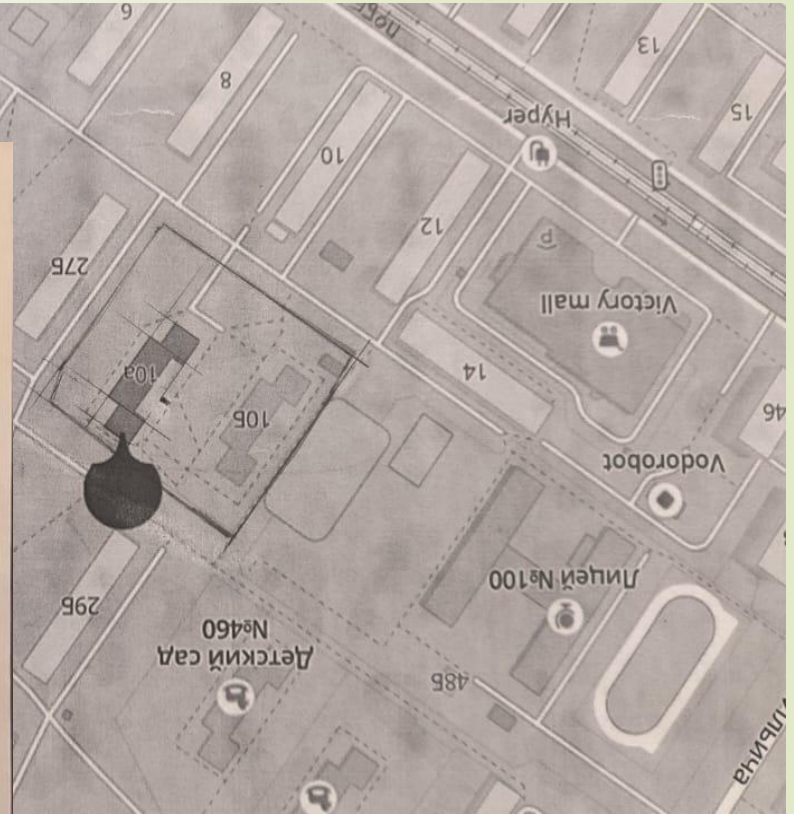 ильича
48Б
Детский сад
№460
Лицей №100
29Б
Vodorobot
46
10Б
14
10а
Victory mall
27Б
P
12
10
Hyper
15
8
13
6